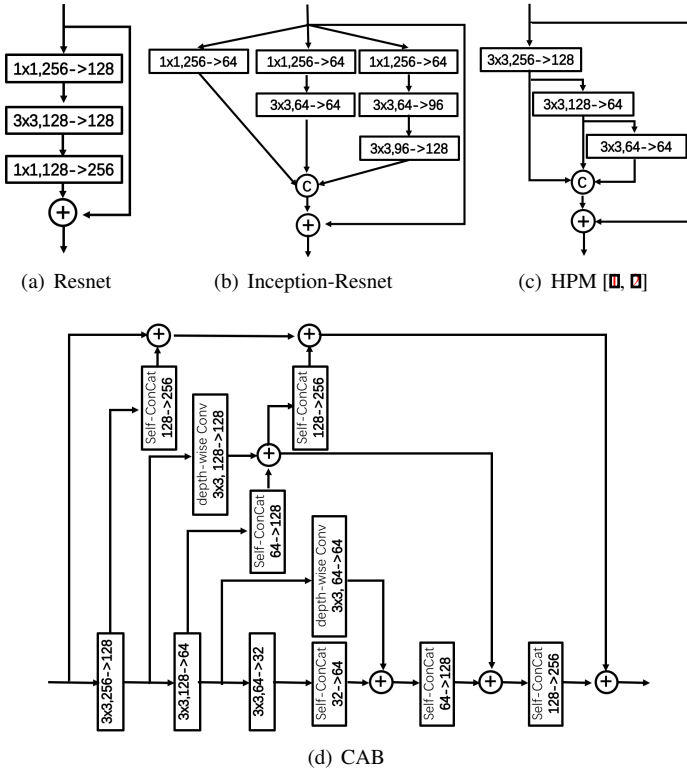 1x1,256->128
3x3,128->128
1x1,128->256
+
(a) Resnet
1x1,256->64
1x1,256->64
1x1,256->64
3x3,64->64
3x3,64->96
3x3,96->128
C
+
(b) Inception-Resnet
3x3,256->128
3x3,128->64
3x3,64->64
C
+
(c) HPM [1, 2]
+
+
Self-ConCat
128->256
depth-wise Conv
3x3, 128->128
+
Self-ConCat
128->256
Self-ConCat
64->128
depth-wise Conv
3x3, 64->64
3x3,256->128
3x3,128->64
3x3,64->32
Self-ConCat
32->64
+
Self-ConCat
64->128
+
Self-ConCat
128->256
+
(d) CAB